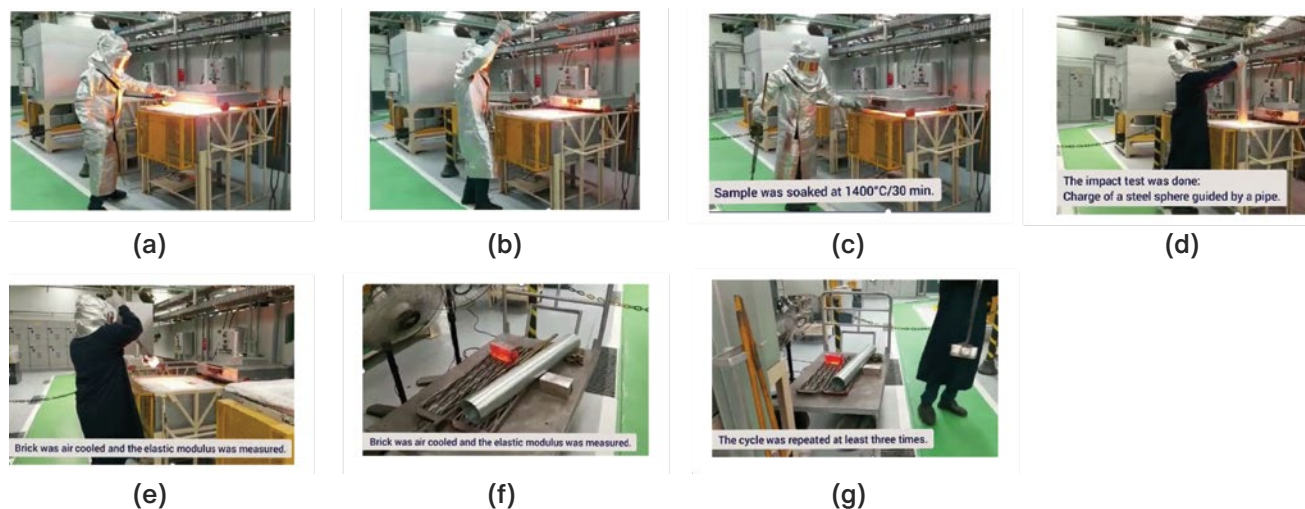 (a)
(b)
Sample was soaked at 1400°C/30 min.
(c)
The impact test was done:
Charge of a steel sphere guided by a pipe.
(d)
Brick was air cooled and the elastic modulus was measured.
(e)
Brick was air cooled and the elastic modulus was measured.
(f)
The cycle was repeated at least three times.
(g)